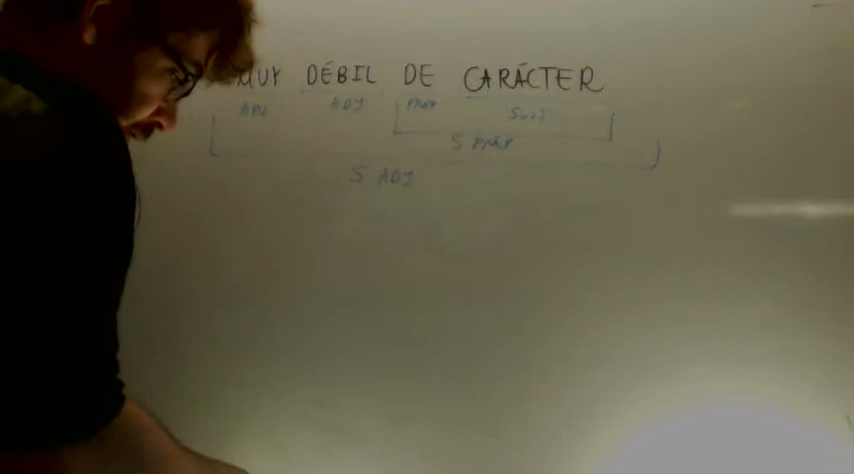 MUY DÉBIL DE CARÁCTER
ADV ADJ PREP SUST
S PREP
S ADJ